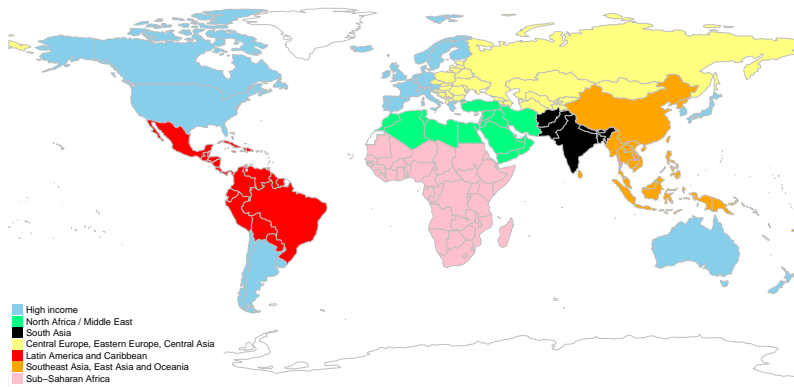 High income
North Africa / Middle East
South Asia
Central Europe, Eastern Europe, Central Asia
Latin America and Caribbean
Southeast Asia, East Asia and Oceania
Sub−Saharan Africa